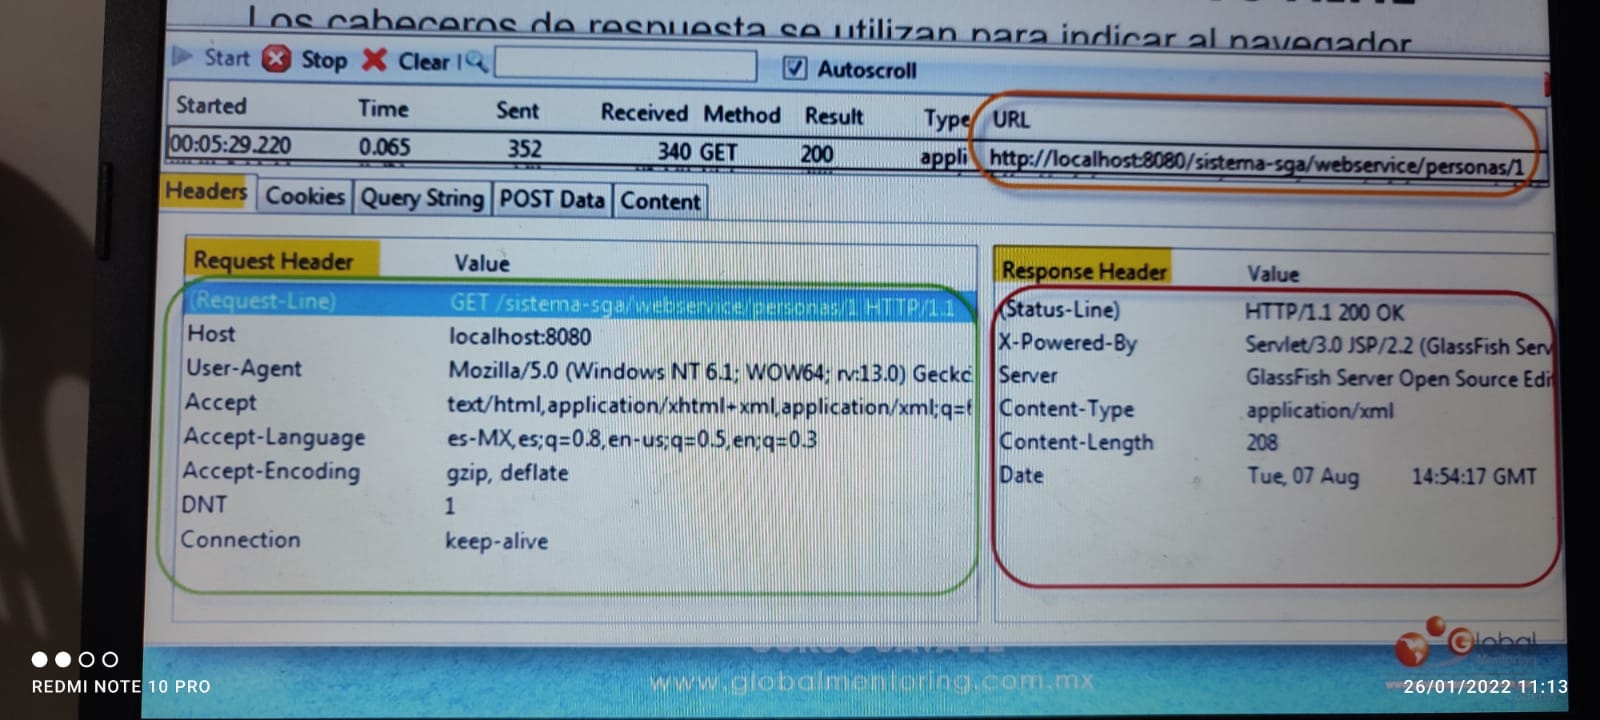 Los cabeceros de respuesta se utilizan para indicar al navegador
Start Stop Clear Autoscroll
Started Time Sent Received Method Result Type URL
00:05:29.220 0.065 352 340 GET 200 appli http://localhost:8080/sistema-sga/webservice/personas/1
Headers Cookies Query String POST Data Content
Request Header Value
(Request-Line) GET /sistema-sga/webservice/personas/1 HTTP/1.1
Host localhost:8080
User-Agent Mozilla/5.0 (Windows NT 6.1; WOW64; rv:13.0) Gecko
Accept text/html,application/xhtml+xml,application/xml;q=
Accept-Language es-MX,es;q=0.8,en-us;q=0.5,en;q=0.3
Accept-Encoding gzip, deflate
DNT 1
Connection keep-alive
Response Header Value
(Status-Line) HTTP/1.1 200 OK
X-Powered-By Servlet/3.0 JSP/2.2 (GlassFish Serv
Server GlassFish Server Open Source Edi
Content-Type application/xml
Content-Length 208
Date Tue, 07 Aug 14:54:17 GMT
Global
Mentoring
www.globalmentoring.com.mx
REDMI NOTE 10 PRO
26/01/2022 11:13